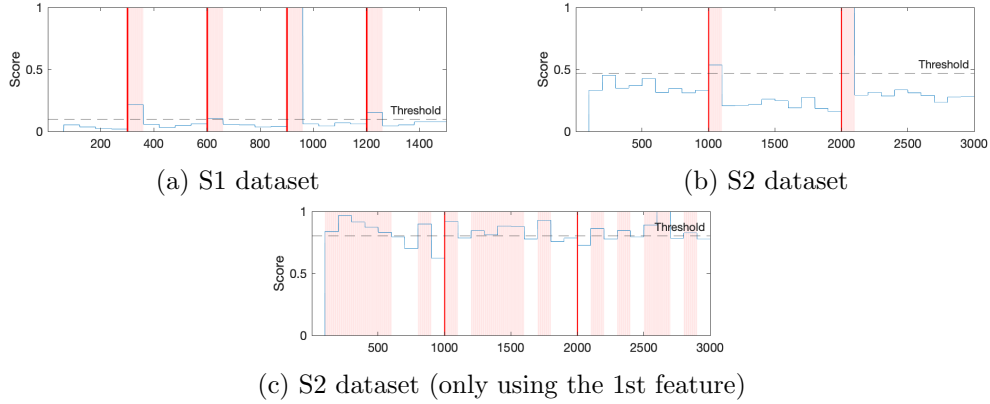 1
0.5
0
Score
Threshold
200 400 600 800 1000 1200 1400
(a) S1 dataset
1
0.5
0
Score
Threshold
500 1000 1500 2000 2500 3000
(b) S2 dataset
1
0.5
0
Score
Threshold
500 1000 1500 2000 2500 3000
(c) S2 dataset (only using the 1st feature)